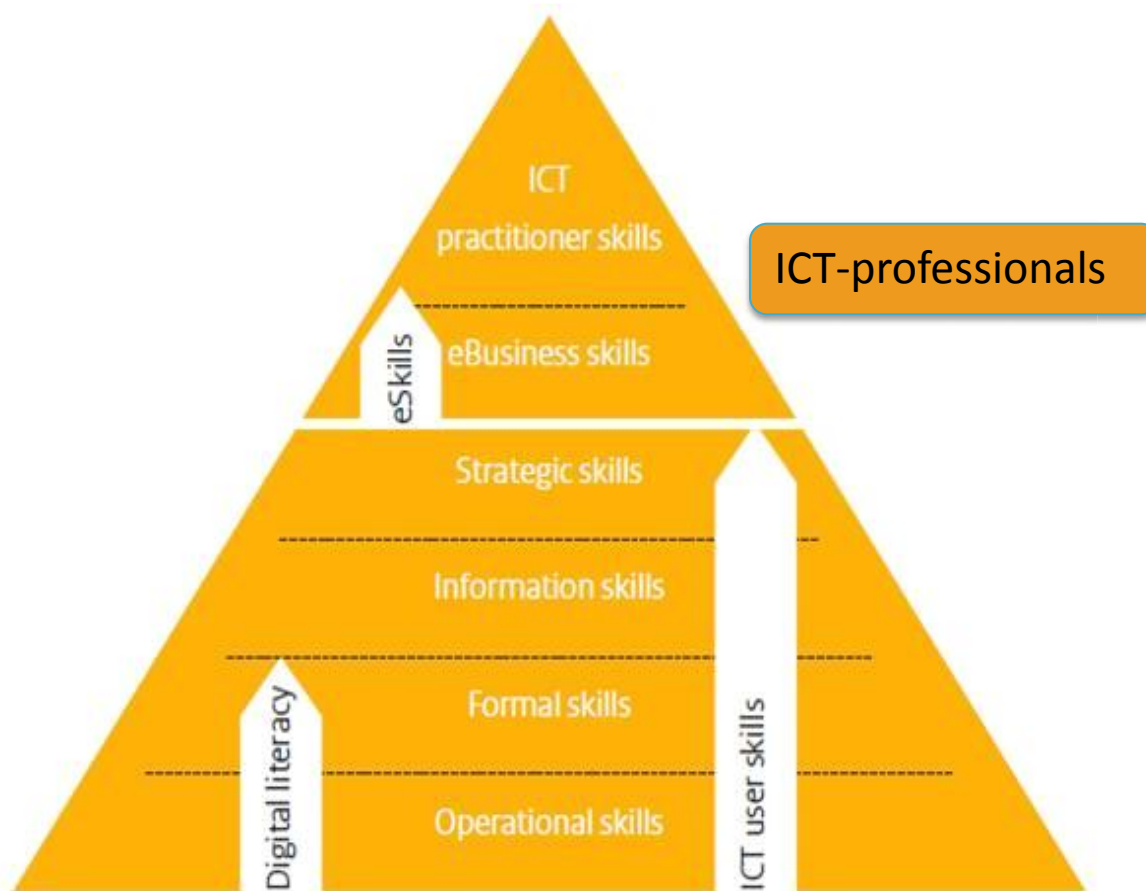 ICT
practitioner skills
ICT-professionals
eSkills
eBusiness skills
Strategic skills
Information skills
Formal skills
Digital literacy
ICT user skills
Operational skills